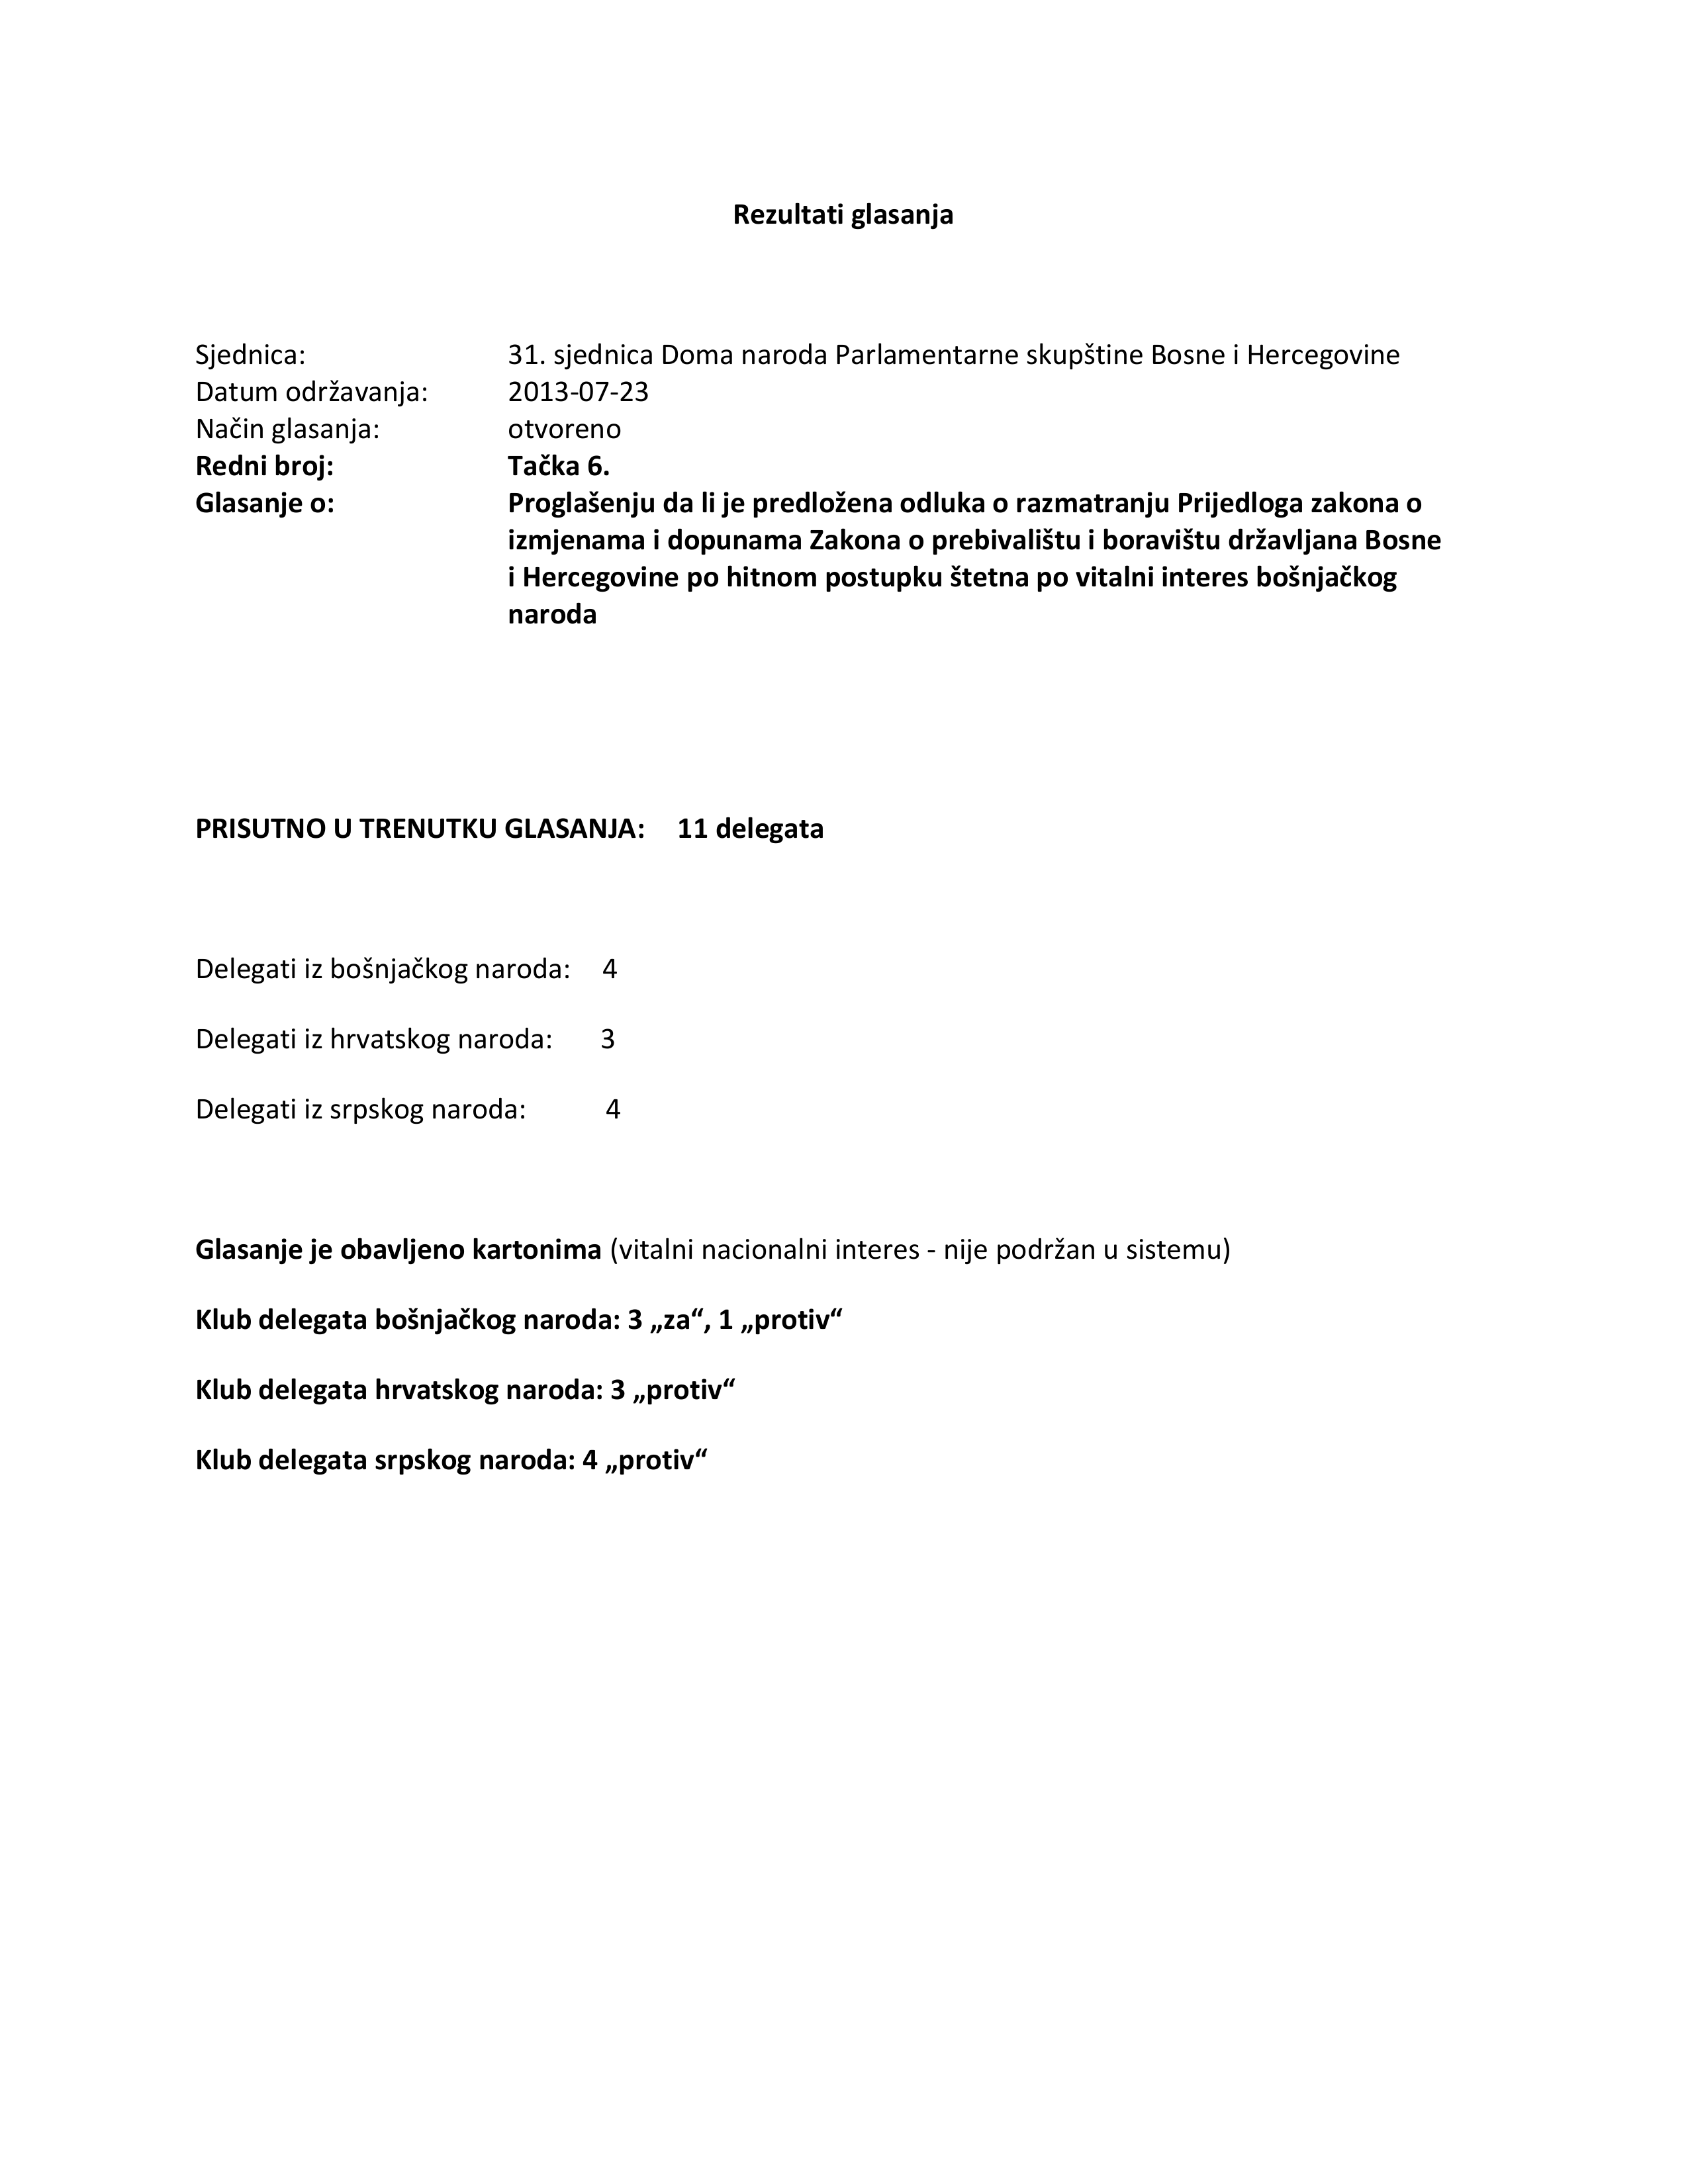 Rezultati glasanja
Sjednica: 31. sjednica Doma naroda Parlamentarne skupštine Bosne i Hercegovine
Datum održavanja: 2013-07-23
Način glasanja: otvoreno
Redni broj: Tačka 6.
Glasanje o: Proglašenju da li je predložena odluka o razmatranju Prijedloga zakona o
izmjenama i dopunama Zakona o prebivalištu i boravištu državljana Bosne
i Hercegovine po hitnom postupku štetna po vitalni interes bošnjačkog
naroda
PRISUTNO U TRENUTKU GLASANJA: 11 delegata
Delegati iz bošnjačkog naroda: 4
Delegati iz hrvatskog naroda: 3
Delegati iz srpskog naroda: 4
Glasanje je obavljeno kartonima (vitalni nacionalni interes - nije podržan u sistemu)
Klub delegata bošnjačkog naroda: 3 „za“, 1 „protiv“
Klub delegata hrvatskog naroda: 3 „protiv“
Klub delegata srpskog naroda: 4 „protiv“